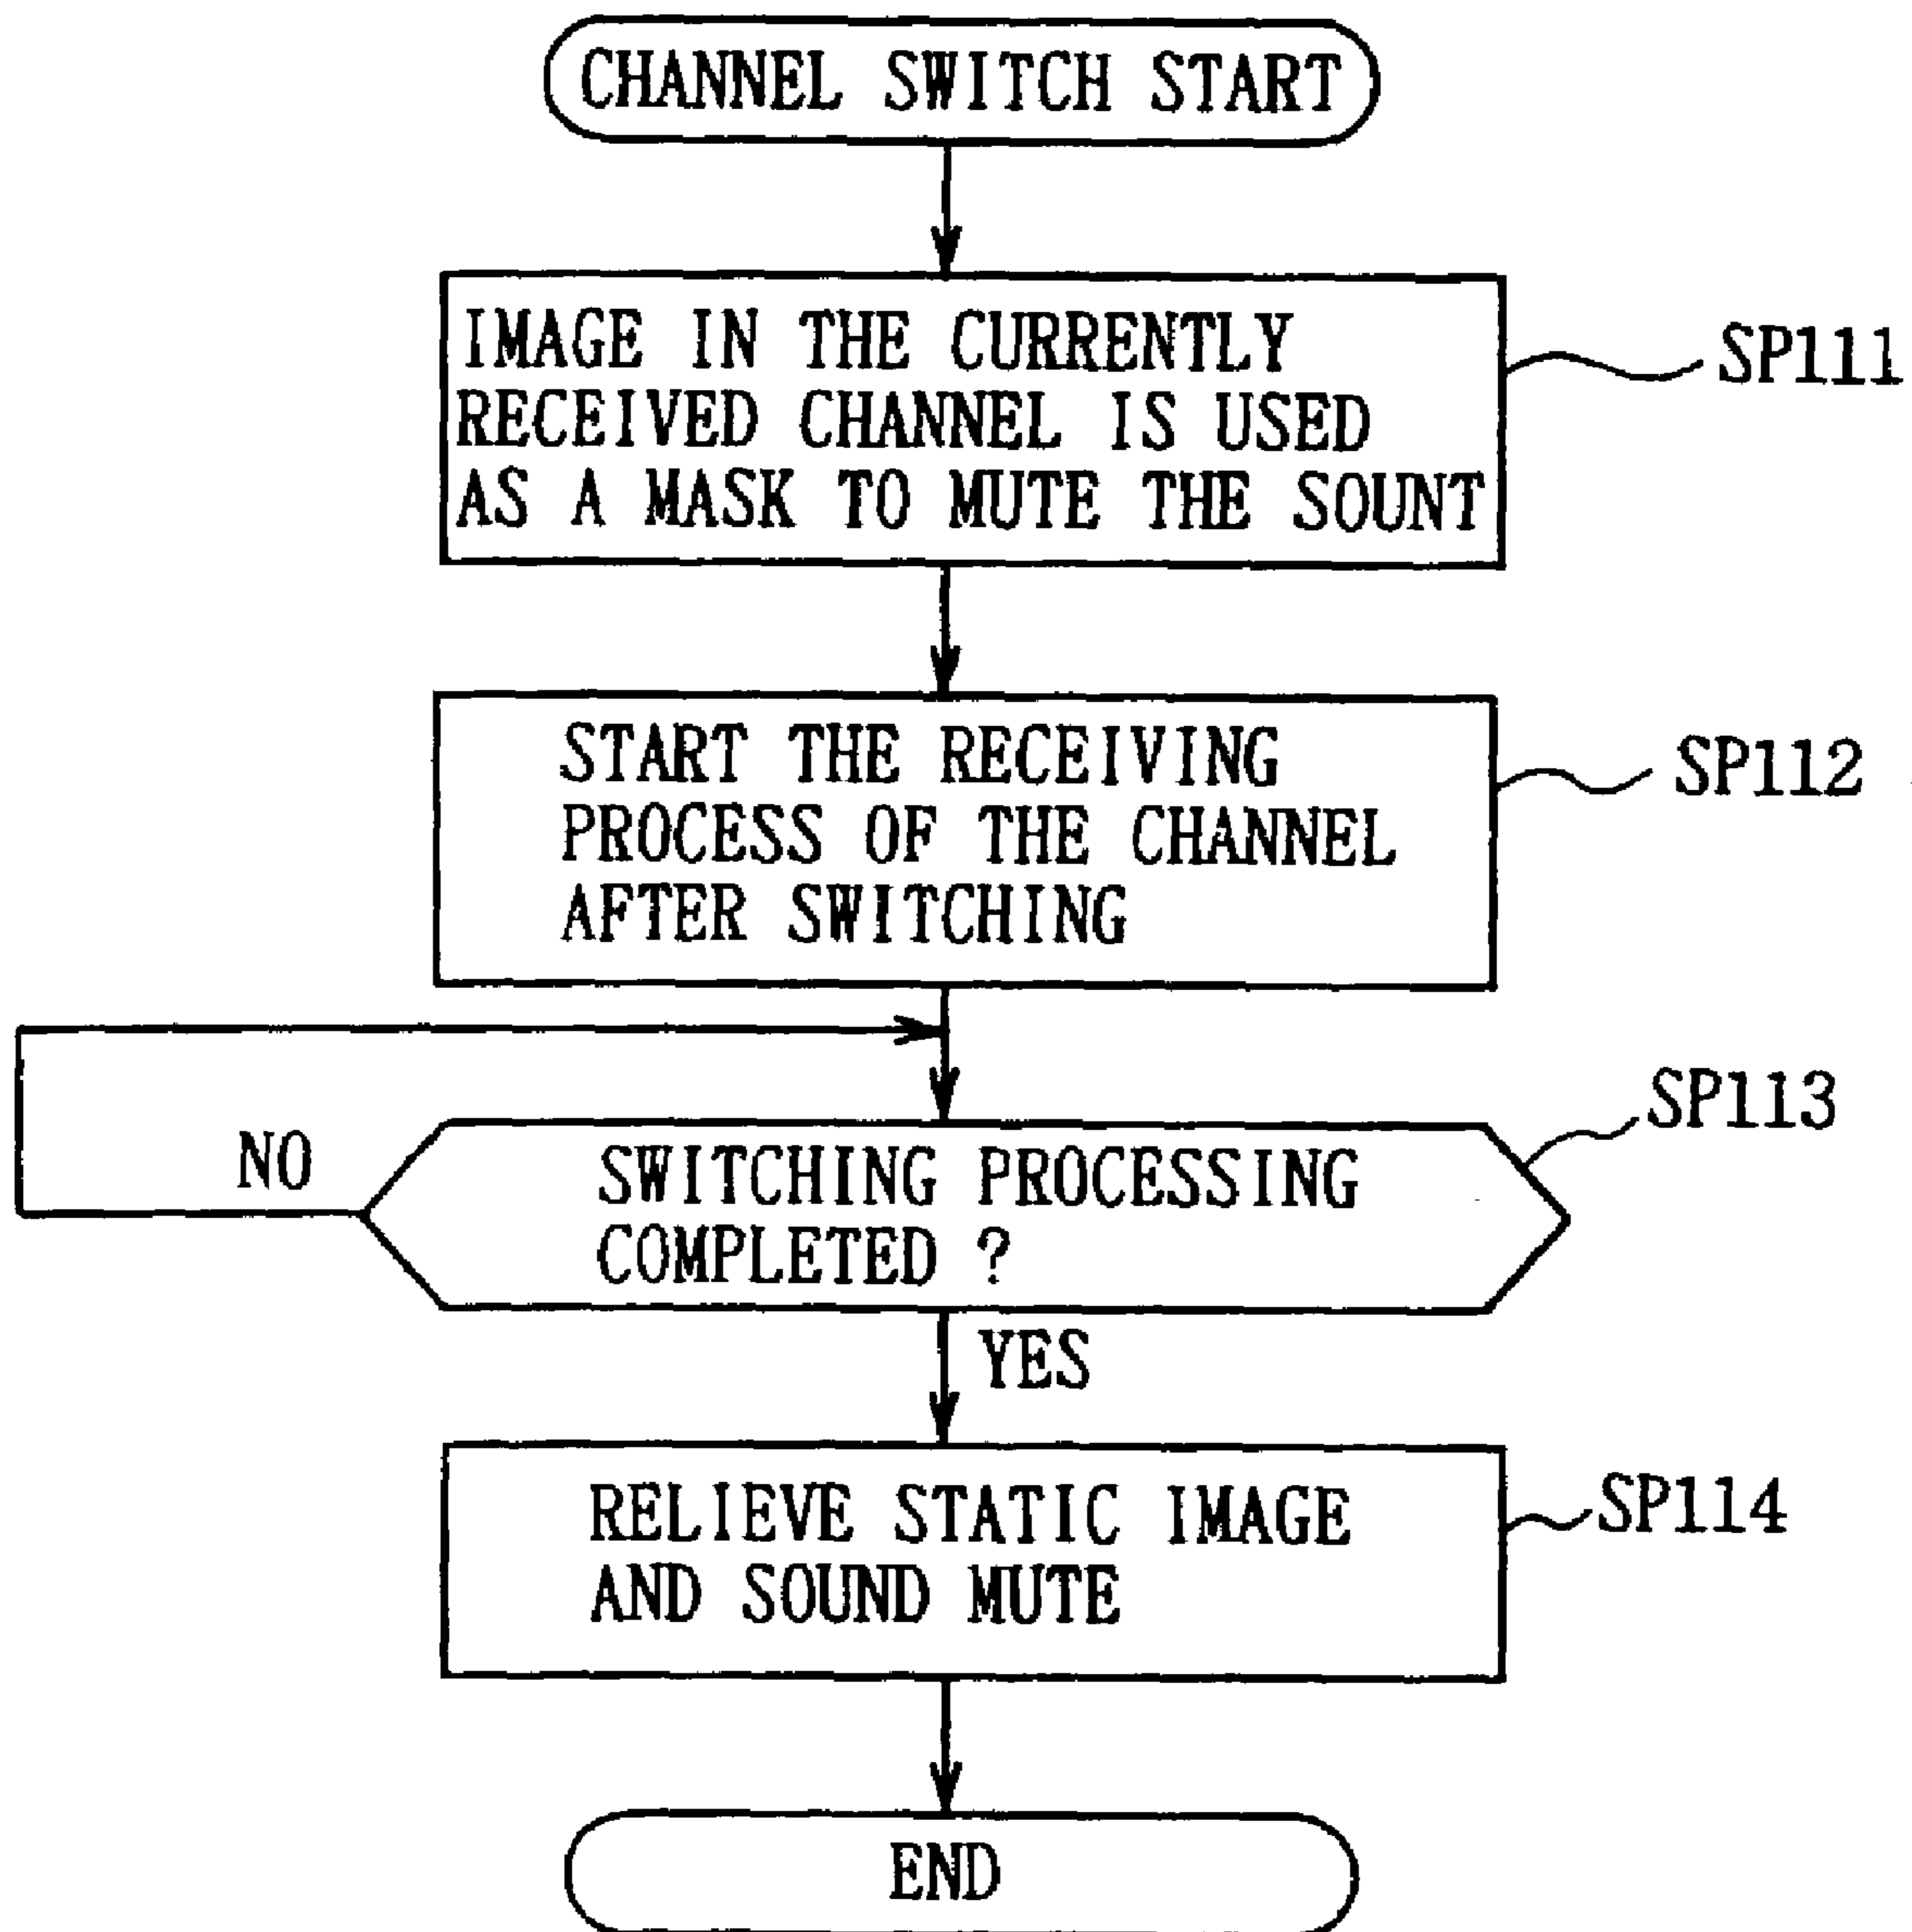 CHANNEL SWITCH START
IMAGE IN THE CURRENTLY
RECEIVED CHANNEL IS USED
AS A MASK TO MUTE THE SOUNT
SP111
START THE RECEIVING
PROCESS OF THE CHANNEL
AFTER SWITCHING
SP112
SP113
NO
SWITCHING PROCESSING
COMPLETED ?
YES
RELIEVE STATIC IMAGE
AND SOUND MUTE
SP114
END